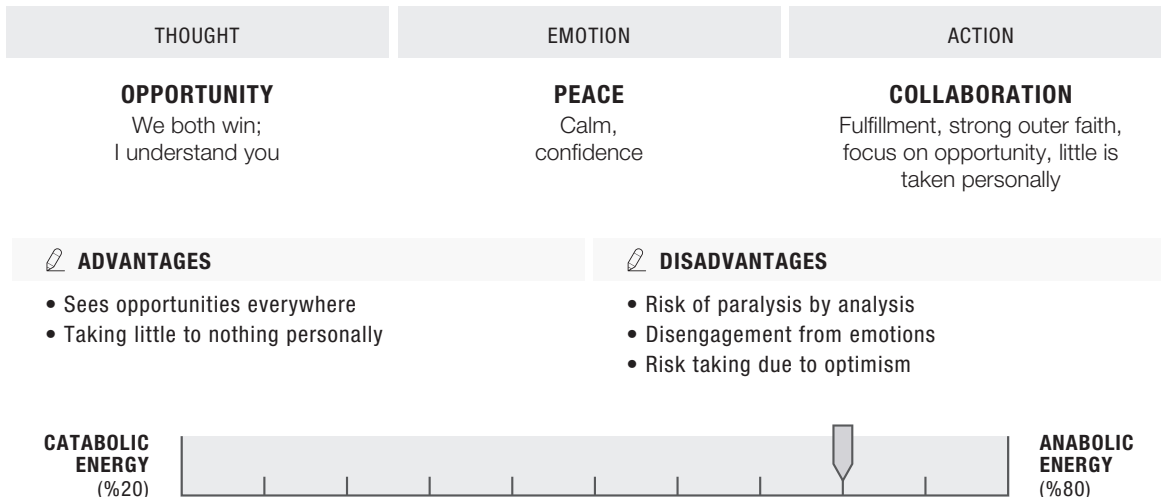 THOUGHT
EMOTION
ACTION
OPPORTUNITY
We both win;
I understand you
PEACE
Calm,
confidence
COLLABORATION
Fulfillment, strong outer faith,
focus on opportunity, little is
taken personally
ADVANTAGES
• Sees opportunities everywhere
• Taking little to nothing personally
DISADVANTAGES
• Risk of paralysis by analysis
• Disengagement from emotions
• Risk taking due to optimism
CATABOLIC
ENERGY
(%20)
ANABOLIC
ENERGY
(%80)